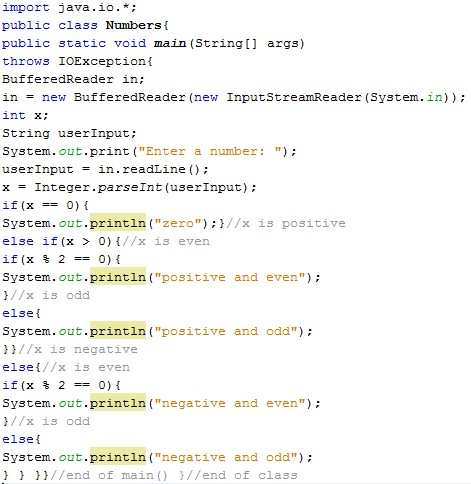 import java.io.*;
public class Numbers{
public static void main(String[] args)
throws IOException{
BufferedReader in;
in = new BufferedReader(new InputStreamReader(System.in));
int x;
String userInput;
System.out.print("Enter a number: ");
userInput = in.readLine();
x = Integer.parseInt(userInput);
if(x == 0){
System.out.println("zero");}//x is positive
else if(x > 0){//x is even
if(x % 2 == 0){
System.out.println("positive and even");
}//x is odd
else{
System.out.println("positive and odd");
}}//x is negative
else{//x is even
if(x % 2 == 0){
System.out.println("negative and even");
}//x is odd
else{
System.out.println("negative and odd");
} } }}//end of main() }//end of class